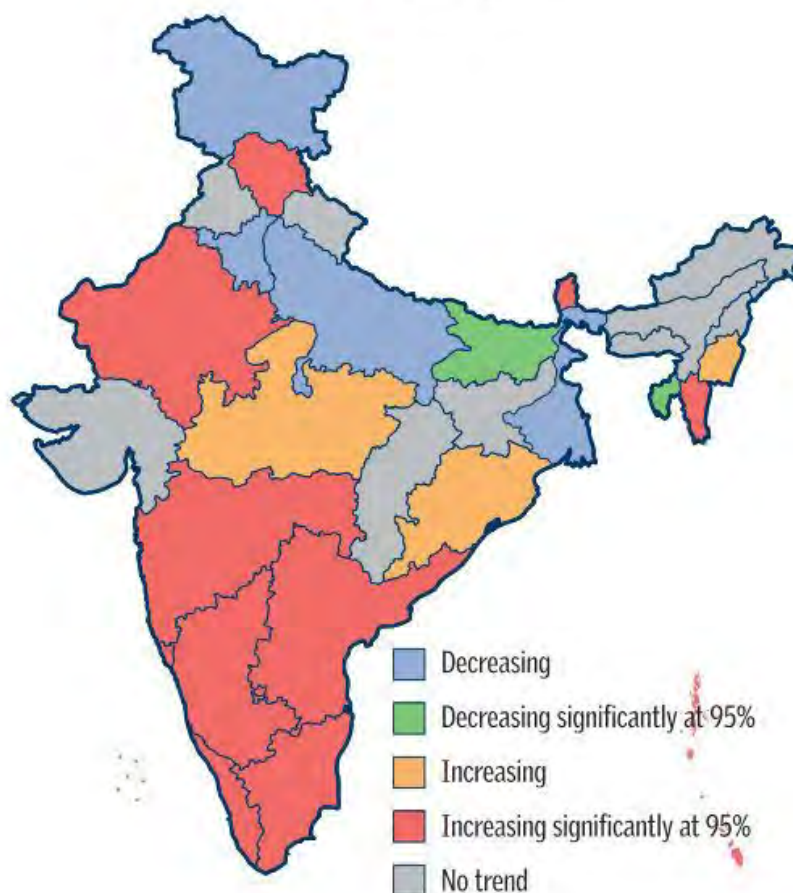 Decreasing
Decreasing significantly at 95%
Increasing
Increasing significantly at 95%
No trend